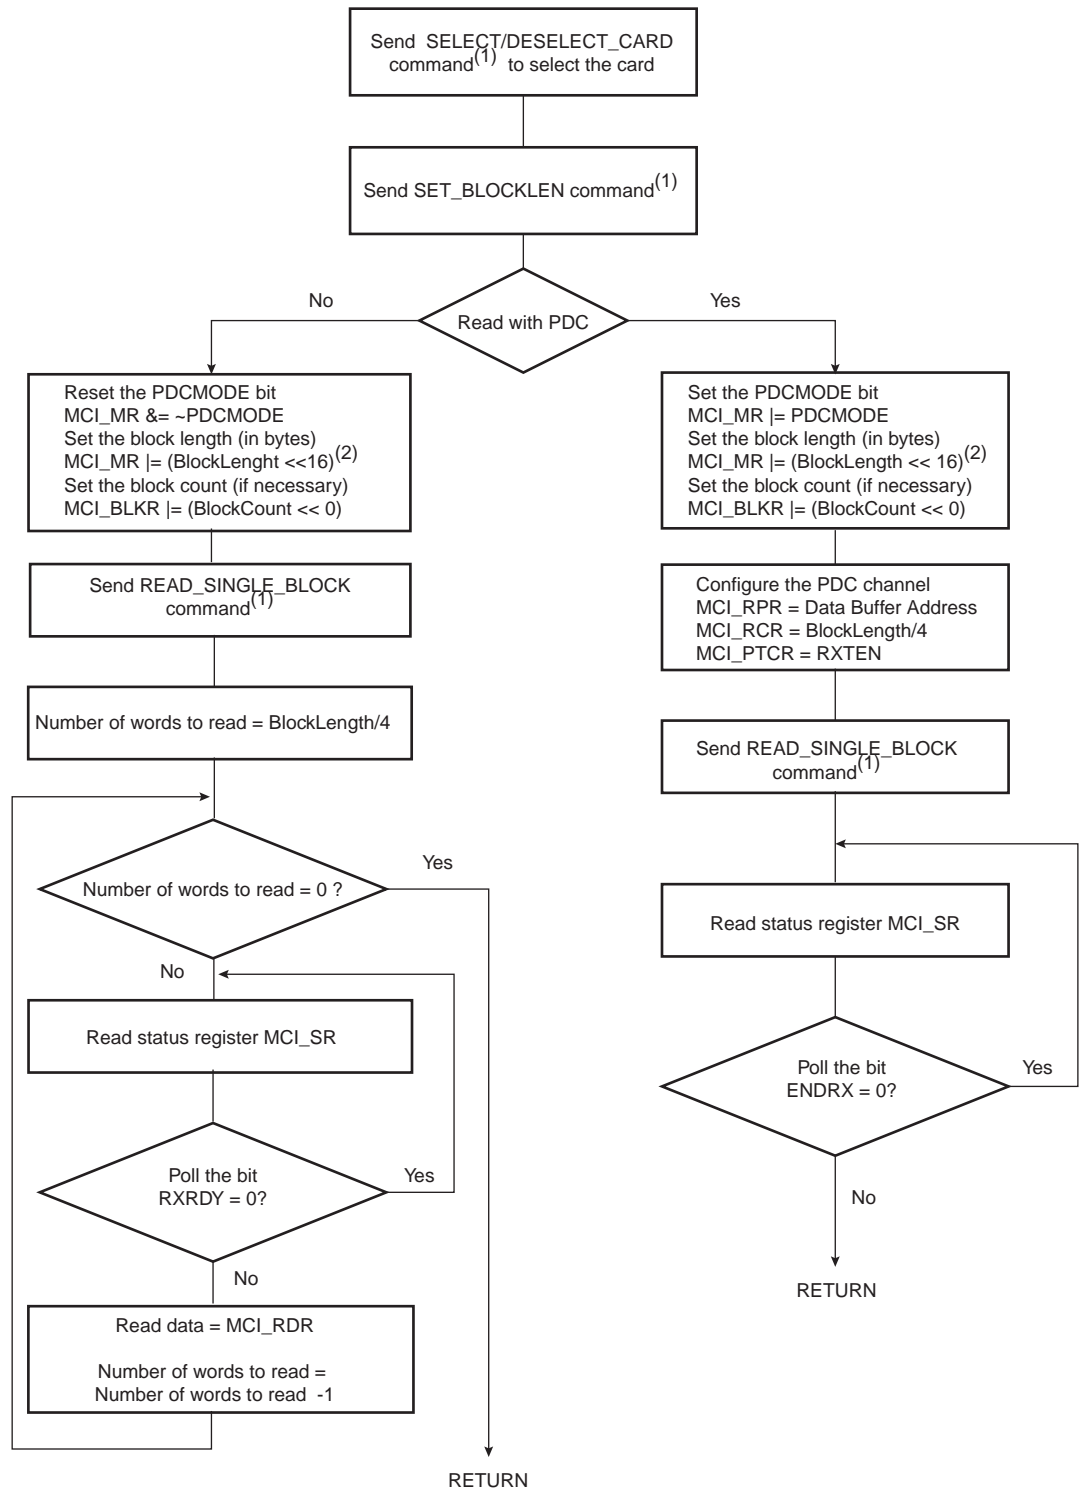 Send SELECT/DESELECT_CARD
command(1) to select the card
Send SET_BLOCKLEN command(1)
No
Yes
Read with PDC
Reset the PDCMODE bit
MCI_MR &= ~PDCMODE
Set the block length (in bytes)
MCI_MR |= (BlockLenght <<16)(2)
Set the block count (if necessary)
MCI_BLKR |= (BlockCount << 0)
Send READ_SINGLE_BLOCK
command(1)
Number of words to read = BlockLength/4
Number of words to read = 0 ?
Yes
No
Read status register MCI_SR
Poll the bit
RXRDY = 0?
Yes
No
Read data = MCI_RDR
Number of words to read =
Number of words to read -1
RETURN
Set the PDCMODE bit
MCI_MR |= PDCMODE
Set the block length (in bytes)
MCI_MR |= (BlockLength << 16)(2)
Set the block count (if necessary)
MCI_BLKR |= (BlockCount << 0)
Configure the PDC channel
MCI_RPR = Data Buffer Address
MCI_RCR = BlockLength/4
MCI_PTCR = RXTEN
Send READ_SINGLE_BLOCK
command(1)
Read status register MCI_SR
Poll the bit
ENDRX = 0?
Yes
No
RETURN